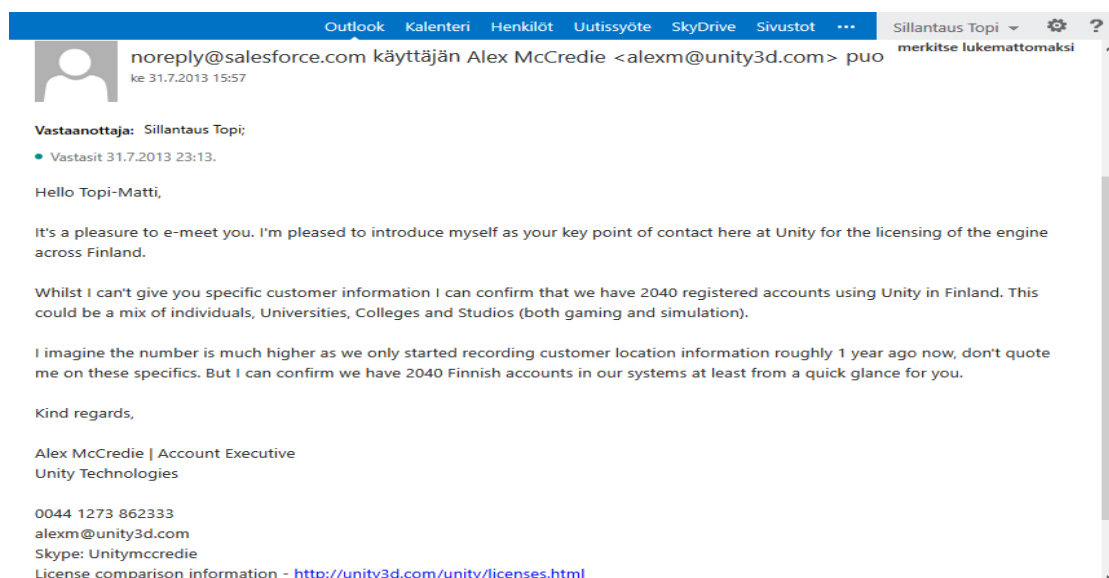 Outlook Kalenteri Henkilöt Uutissyöte SkyDrive Sivustot ••• Sillantaus Topi ?
noreply@salesforce.com käyttäjän Alex McCredie <alexm@unity3d.com> puo merkitse lukemattomaksi
ke 31.7.2013 15:57
Vastaanottaja: Sillantaus Topi;
• Vastasit 31.7.2013 23:13.
Hello Topi-Matti,
It's a pleasure to e-meet you. I'm pleased to introduce myself as your key point of contact here at Unity for the licensing of the engine
across Finland.
Whilst I can't give you specific customer information I can confirm that we have 2040 registered accounts using Unity in Finland. This
could be a mix of individuals, Universities, Colleges and Studios (both gaming and simulation).
I imagine the number is much higher as we only started recording customer location information roughly 1 year ago now, don't quote
me on these specifics. But I can confirm we have 2040 Finnish accounts in our systems at least from a quick glance for you.
Kind regards,
Alex McCredie | Account Executive
Unity Technologies
0044 1273 862333
alexm@unity3d.com
Skype: Unitymccredie
License comparison information - http://unity3d.com/unity/licenses.html